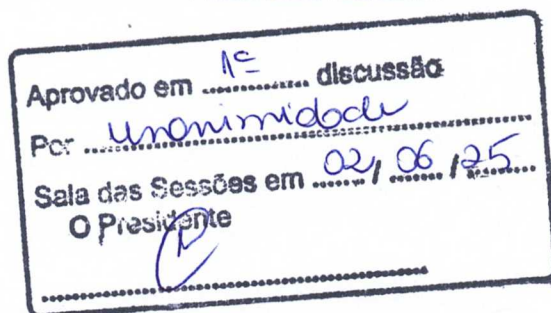 Aprovado em 1ª discussão
Por unanimidade
Sala das Sessões em 02/06/25
O Presidente